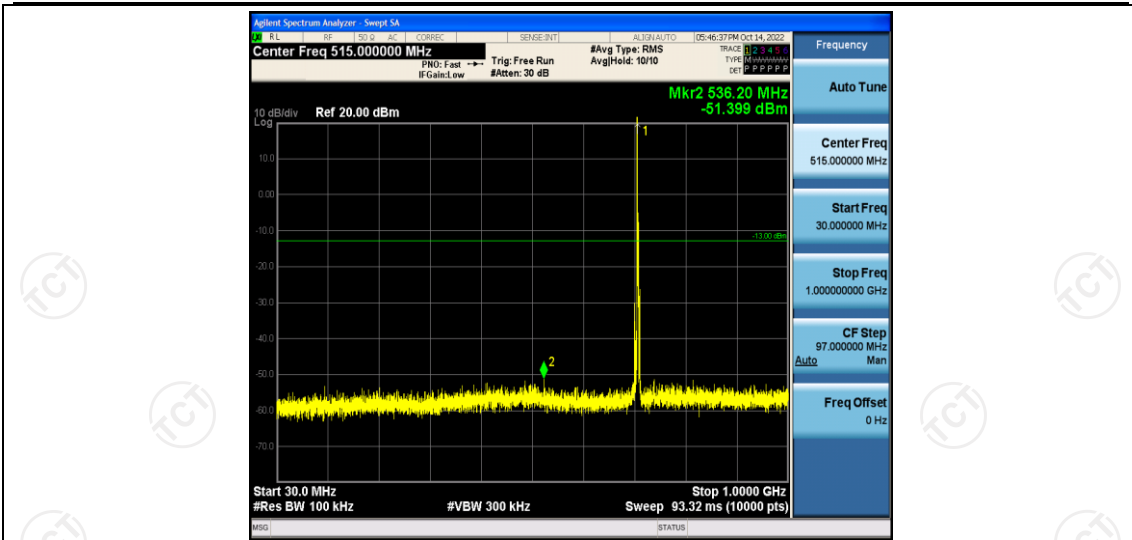 Agilent Spectrum Analyzer - Swept SA
RL RF 50 Ω AC CORREC SENSE:INT ALIGNAUTO 05:46:37 PM Oct 14, 2022
Center Freq 515.000000 MHz
PNO: Fast
IFGain:Low
Trig: Free Run
#Atten: 30 dB
#Avg Type: RMS
Avg|Hold: 10/10
TRACE 1 2 3 4 5 6
TYPE M
DET P P P P P P
Mkr2 536.20 MHz
-51.399 dBm
10 dB/div Ref 20.00 dBm
Log
1
10.0
0.00
-10.0
-13.00 dBm
-20.0
-30.0
-40.0
2
-50.0
-60.0
-70.0
Start 30.0 MHz
Stop 1.0000 GHz
#Res BW 100 kHz
#VBW 300 kHz
Sweep 93.32 ms (10000 pts)
MSG
STATUS
Frequency
Auto Tune
Center Freq
515.000000 MHz
Start Freq
30.000000 MHz
Stop Freq
1.000000000 GHz
CF Step
97.000000 MHz
Auto Man
Freq Offset
0 Hz
TCT
TCT
TCT
TCT
TCT
TCT